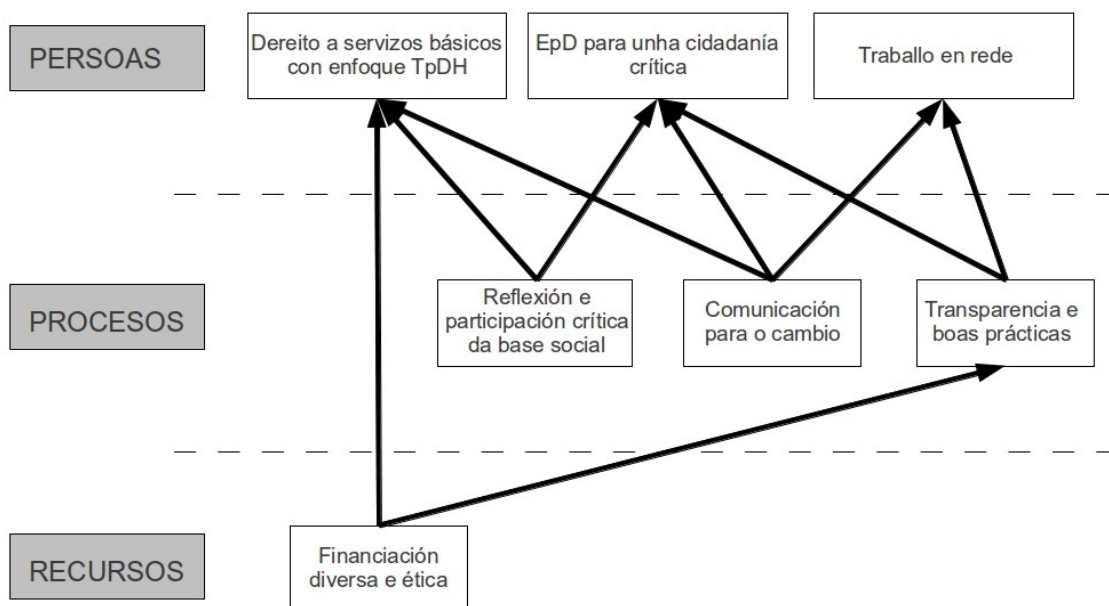 PERSOAS
Dereito a servizos básicos
con enfoque TpDH
EpD para unha cidadanía
crítica
Traballo en rede
PROCESOS
Reflexión e
participación crítica
da base social
Comunicación
para o cambio
Transparencia e
boas prácticas
RECURSOS
Financiación
diversa e ética